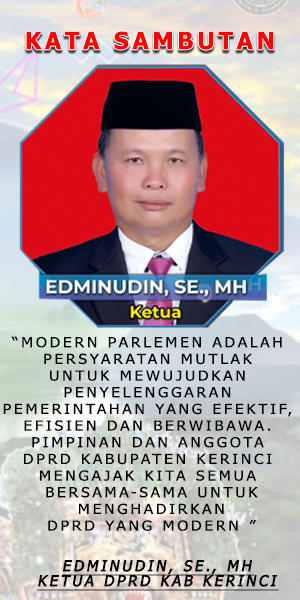 KATA SAMBUTAN
EDMINUDIN, SE., MH
Ketua
“MODERN PARLEMEN ADALAH
PERSYARATAN MUTLAK
UNTUK MEWUJUDKAN
PENYELENGGARAN
PEMERINTAHAN YANG EFEKTIF,
EFISIEN DAN BERWIBAWA.
PIMPINAN DAN ANGGOTA
DPRD KABUPATEN KERINCI
MENGAJAK KITA SEMUA
BERSAMA-SAMA UNTUK
MENGHADIRKAN
DPRD YANG MODERN ”
EDMINUDIN, SE., MH
KETUA DPRD KAB KERINCI